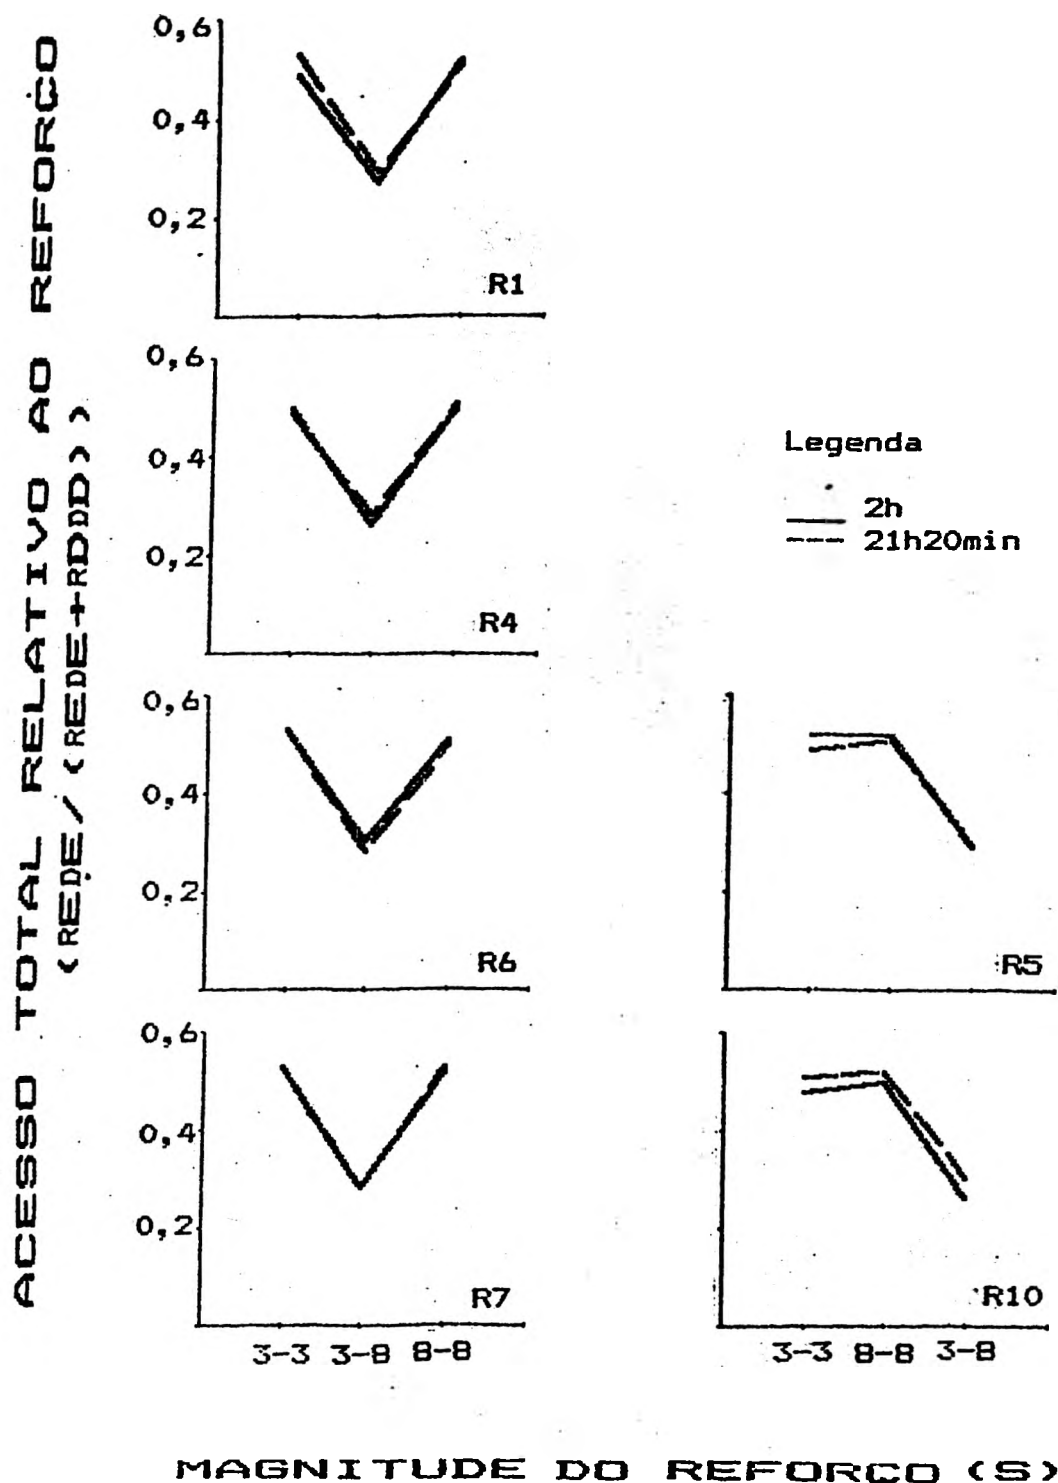 ACESSO TOTAL RELATIVO AO REFORÇO
(REDE/(REDE+RDDD))
0,6
0,4
0,2
R1
0,6
0,4
0,2
R4
Legenda
2h
21h20min
0,6
0,4
0,2
R6
R5
0,6
0,4
0,2
R7
R10
3-3 3-8 8-8
3-3 8-8 3-8
MAGNITUDE DO REFORCO (S)